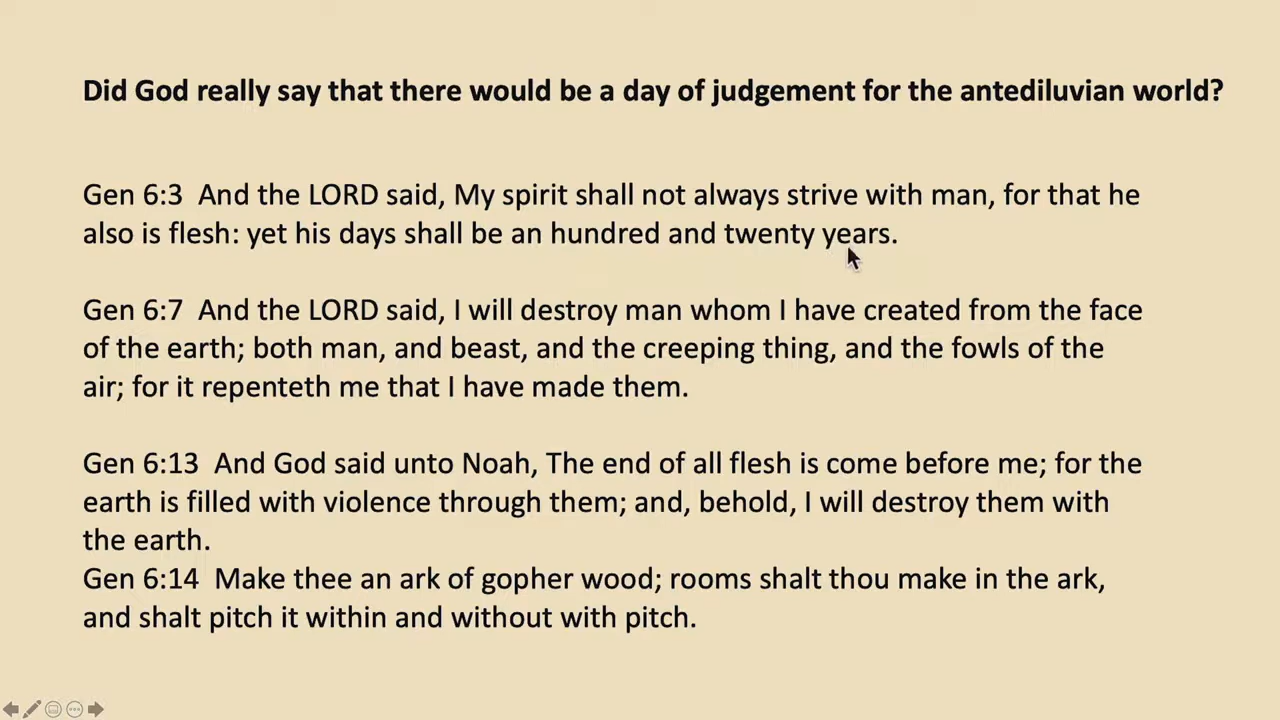 Did God really say that there would be a day of judgement for the antediluvian world?
Gen 6:3  And the LORD said, My spirit shall not always strive with man, for that he
also is flesh: yet his days shall be an hundred and twenty years.
Gen 6:7  And the LORD said, I will destroy man whom I have created from the face
of the earth; both man, and beast, and the creeping thing, and the fowls of the
air; for it repenteth me that I have made them.
Gen 6:13  And God said unto Noah, The end of all flesh is come before me; for the
earth is filled with violence through them; and, behold, I will destroy them with
the earth.
Gen 6:14  Make thee an ark of gopher wood; rooms shalt thou make in the ark,
and shalt pitch it within and without with pitch.